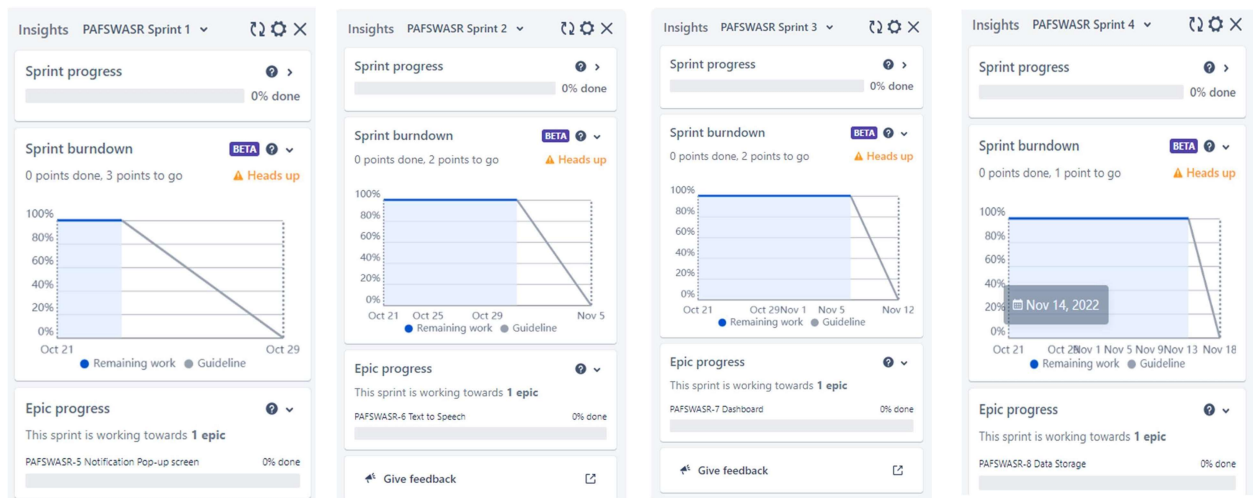 Insights PAFSWASR Sprint 1
Sprint progress
0% done
Sprint burndown BETA
0 points done, 3 points to go Heads up
100%
80%
60%
40%
20%
0%
Oct 21 Oct 29
Remaining work Guideline
Epic progress
This sprint is working towards 1 epic
PAFSWASR-5 Notification Pop-up screen 0% done
Insights PAFSWASR Sprint 2
Sprint progress
0% done
Sprint burndown BETA
0 points done, 2 points to go Heads up
100%
80%
60%
40%
20%
0%
Oct 21 Oct 25 Oct 29 Nov 5
Remaining work Guideline
Epic progress
This sprint is working towards 1 epic
PAFSWASR-6 Text to Speech 0% done
Give feedback
Insights PAFSWASR Sprint 3
Sprint progress
0% done
Sprint burndown BETA
0 points done, 2 points to go Heads up
100%
80%
60%
40%
20%
0%
Oct 21 Oct 29 Nov 1 Nov 5 Nov 12
Remaining work Guideline
Epic progress
This sprint is working towards 1 epic
PAFSWASR-7 Dashboard 0% done
Give feedback
Insights PAFSWASR Sprint 4
Sprint progress
0% done
Sprint burndown BETA
0 points done, 1 point to go Heads up
100%
80%
60%
40%
20%
Nov 14, 2022
0%
Oct 21 Nov 1 Nov 5 Nov 9 Nov 13 Nov 18
Remaining work Guideline
Epic progress
This sprint is working towards 1 epic
PAFSWASR-8 Data Storage 0% done